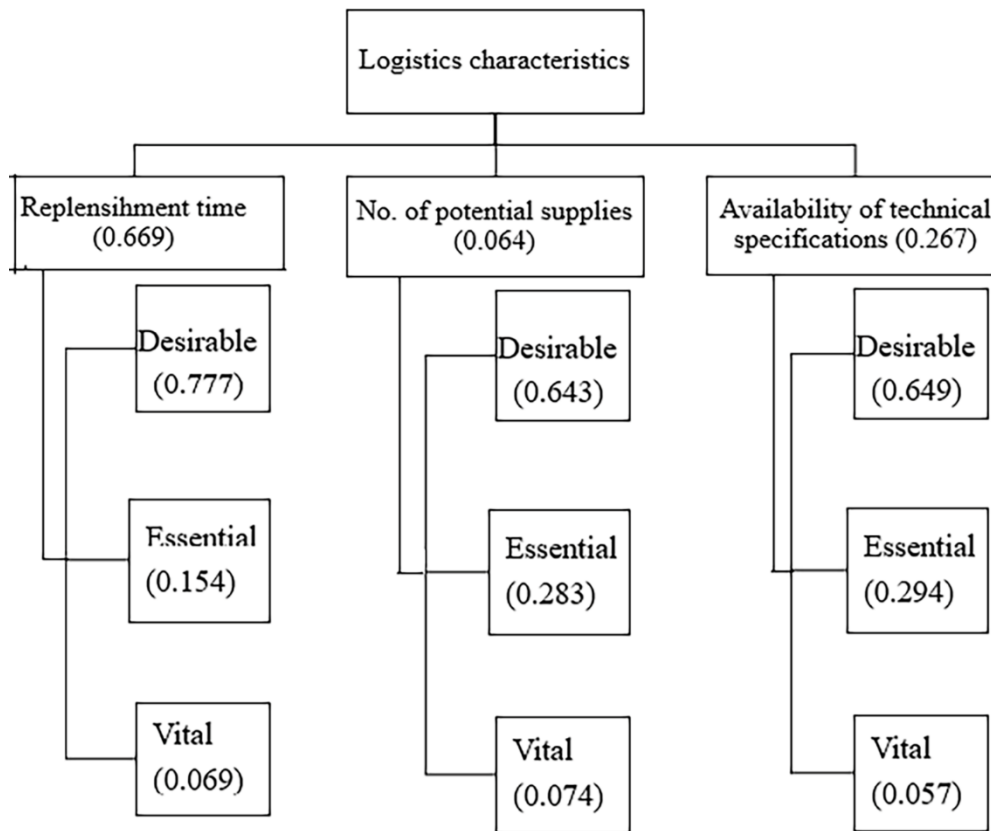 Logistics characteristics
Replensihment time
(0.669)
No. of potential supplies
(0.064)
Availability of technical
specifications (0.267)
Desirable
(0.777)
Desirable
(0.643)
Desirable
(0.649)
Essential
(0.154)
Essential
(0.283)
Essential
(0.294)
Vital
(0.069)
Vital
(0.074)
Vital
(0.057)